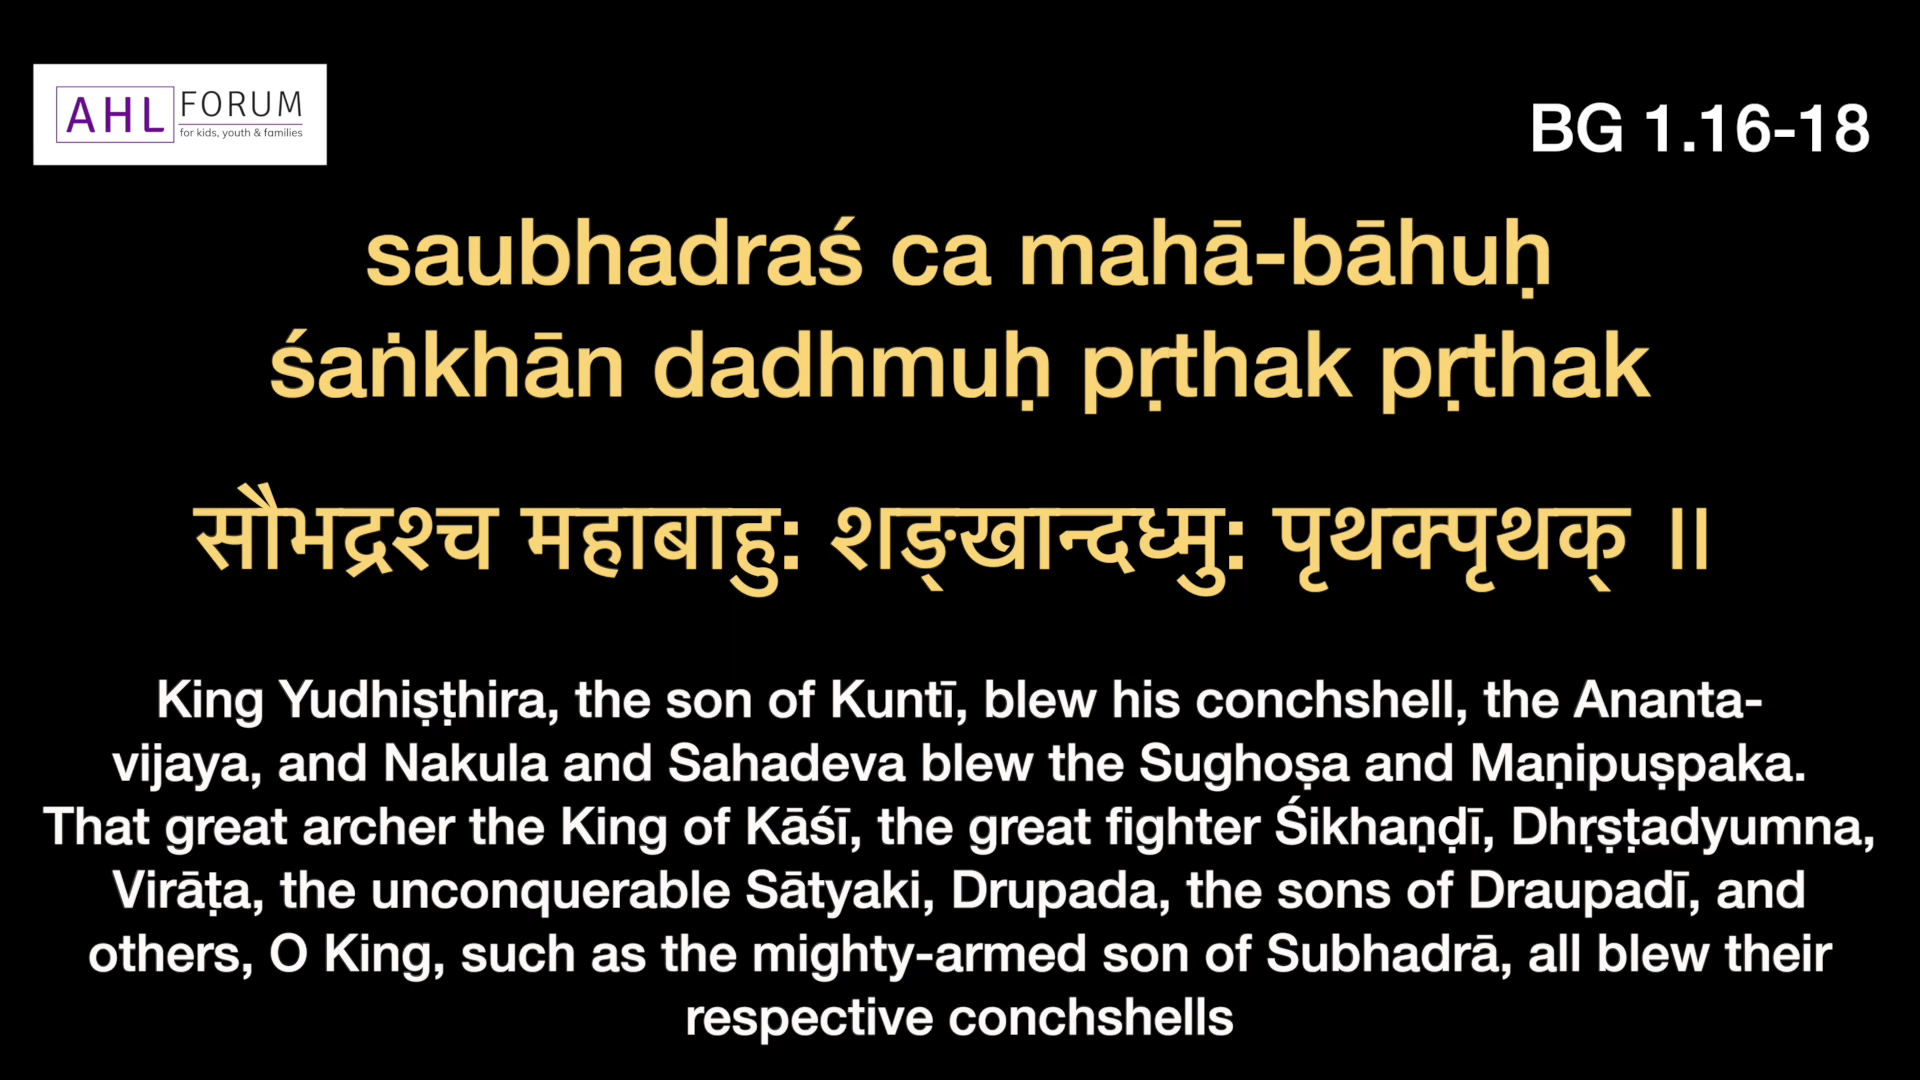 AHL FORUM
for kids, youth & families
BG 1.16-18
saubhadraś ca mahā-bāhuḥ
śaṅkhān dadhmuḥ pṛthak pṛthak
सौभद्रश्च महाबाहु: शङ्खान्दध्मु: पृथक्पृथक् ॥
King Yudhiṣṭhira, the son of Kuntī, blew his conchshell, the Ananta-
vijaya, and Nakula and Sahadeva blew the Sughoṣa and Maṇipuṣpaka.
That great archer the King of Kāśī, the great fighter Śikhaṇḍī, Dhṛṣṭadyumna,
Virāṭa, the unconquerable Sātyaki, Drupada, the sons of Draupadī, and
others, O King, such as the mighty-armed son of Subhadrā, all blew their
respective conchshells